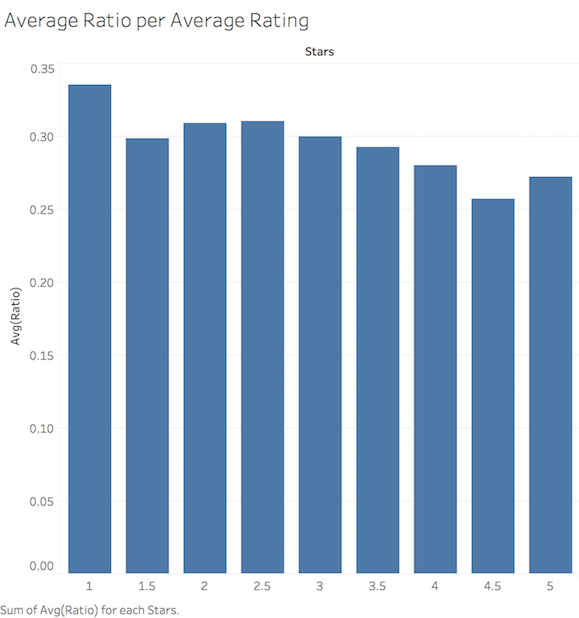 Average Ratio per Average Rating
Stars
0.35
0.30
0.25
0.20
0.15
0.10
0.05
0.00
Avg(Ratio)
1 1.5 2 2.5 3 3.5 4 4.5 5
Sum of Avg(Ratio) for each Stars.